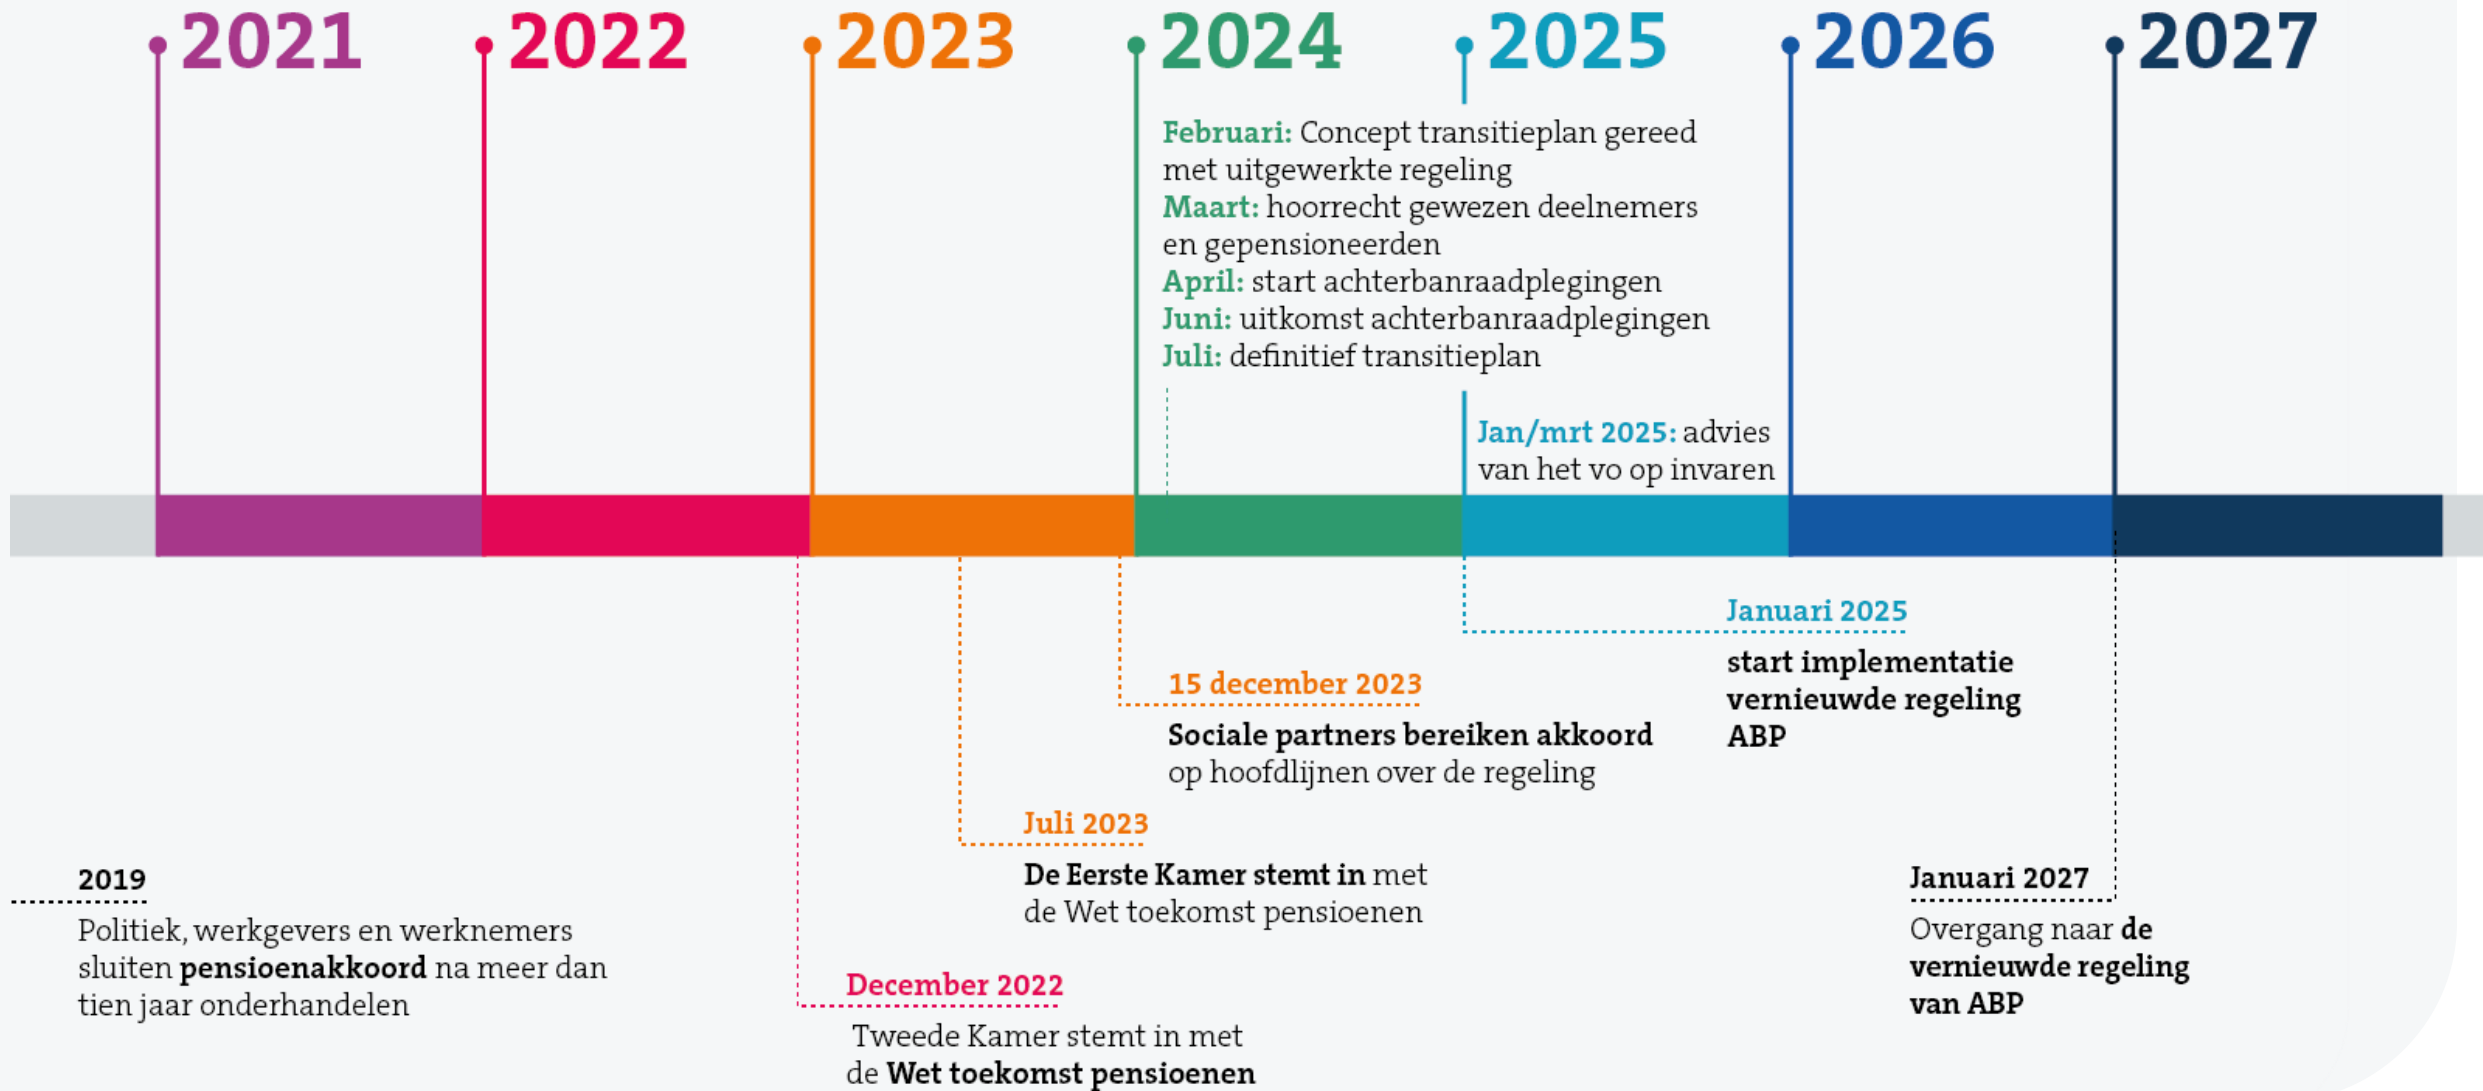 2021
2022
2023
2024
2025
2026
2027
Februari: Concept transitieplan gereed
met uitgewerkte regeling
Maart: hoorrecht gewezen deelnemers
en gepensioneerden
April: start achterbanraadplegingen
Juni: uitkomst achterbanraadplegingen
Juli: definitief transitieplan
Jan/mrt 2025: advies
van het vo op invaren
Januari 2025
start implementatie
vernieuwde regeling
ABP
15 december 2023
Sociale partners bereiken akkoord
op hoofdlijnen over de regeling
Juli 2023
De Eerste Kamer stemt in met
de Wet toekomst pensioenen
2019
Politiek, werkgevers en werknemers
sluiten pensioenakkoord na meer dan
tien jaar onderhandelen
Januari 2027
Overgang naar de
vernieuwde regeling
van ABP
December 2022
Tweede Kamer stemt in met
de Wet toekomst pensioenen